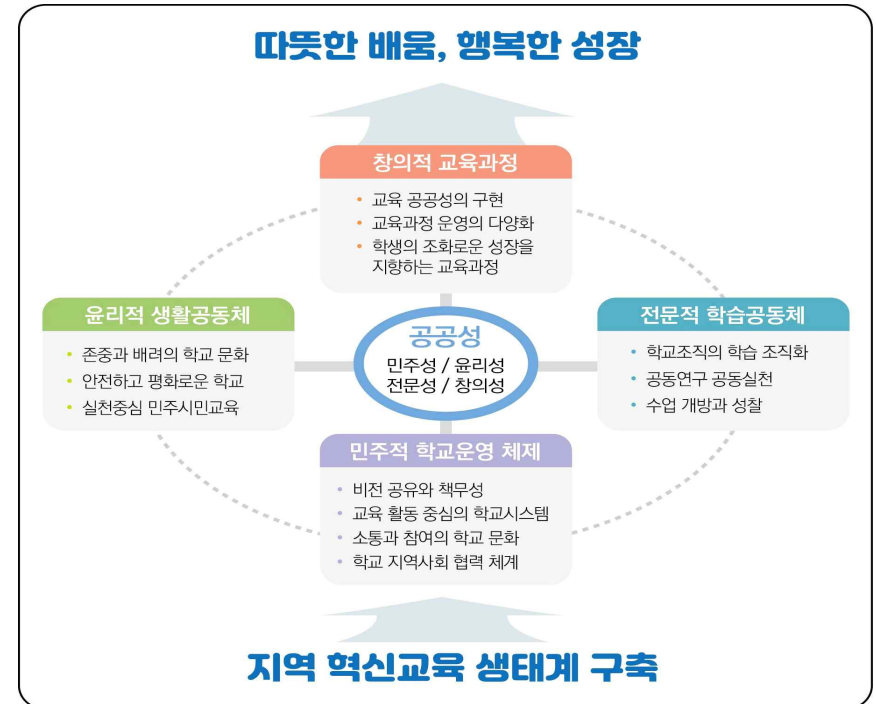 따뜻한 배움, 행복한 성장
창의적 교육과정
• 교육 공공성의 구현
• 교육과정 운영의 다양화
• 학생의 조화로운 성장을
지향하는 교육과정
윤리적 생활공동체
• 존중과 배려의 학교 문화
• 안전하고 평화로운 학교
• 실천중심 민주시민교육
공공성
민주성 / 윤리성
전문성 / 창의성
전문적 학습공동체
• 학교조직의 학습 조직화
• 공동연구 공동실천
• 수업 개방과 성찰
민주적 학교운영 체제
• 비전 공유와 책무성
• 교육 활동 중심의 학교시스템
• 소통과 참여의 학교 문화
• 학교 지역사회 협력 체계
지역 혁신교육 생태계 구축